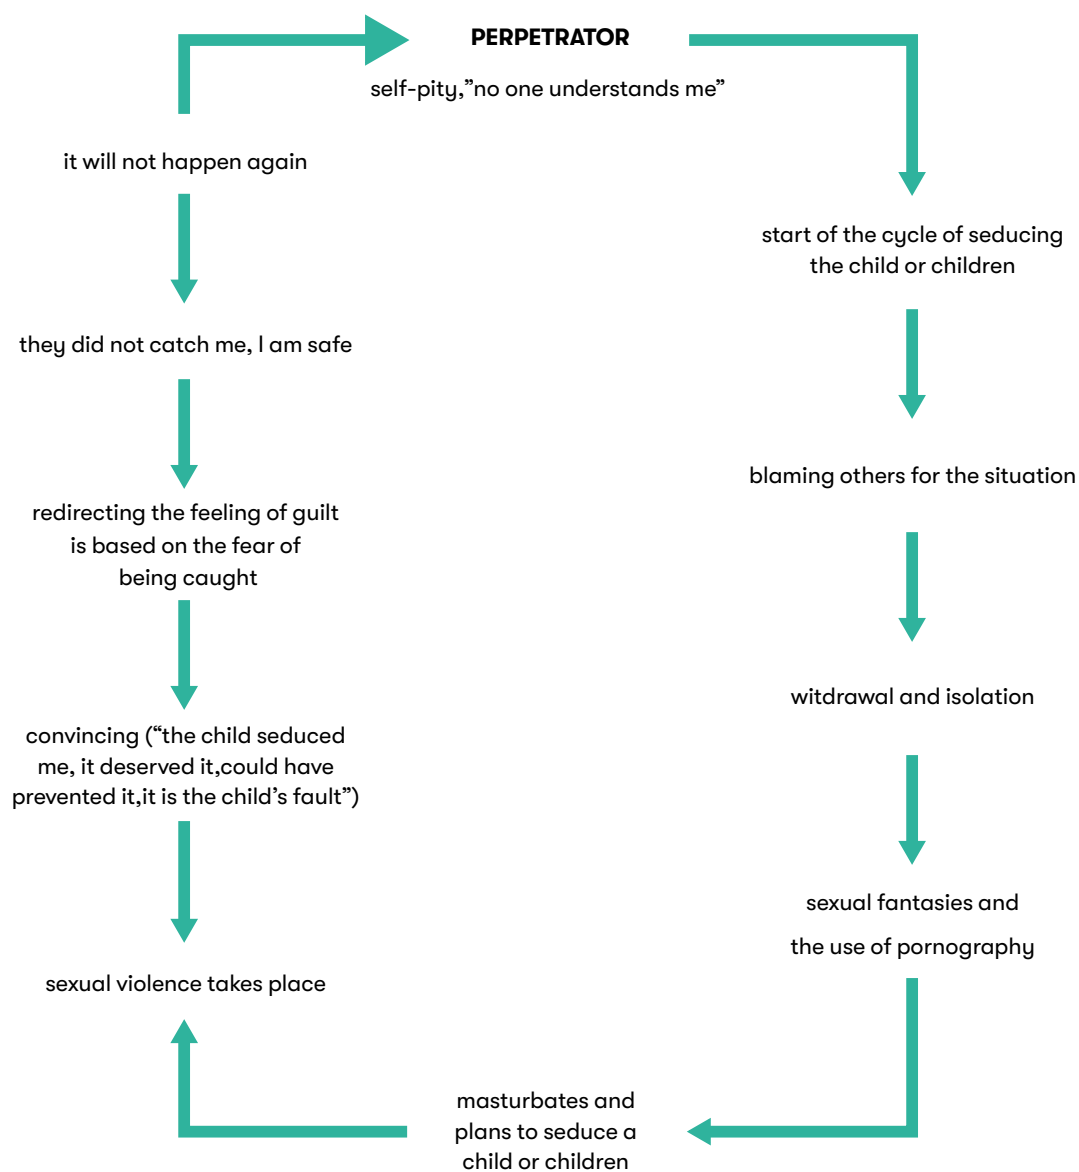 PERPETRATOR
self-pity,”no one understands me”
start of the cycle of seducing
the child or children
blaming others for the situation
witdrawal and isolation
sexual fantasies and
the use of pornography
masturbates and
plans to seduce a
child or children
sexual violence takes place
convincing (“the child seduced
me, it deserved it,could have
prevented it,it is the child’s fault”)
redirecting the feeling of guilt
is based on the fear of
being caught
they did not catch me, I am safe
it will not happen again